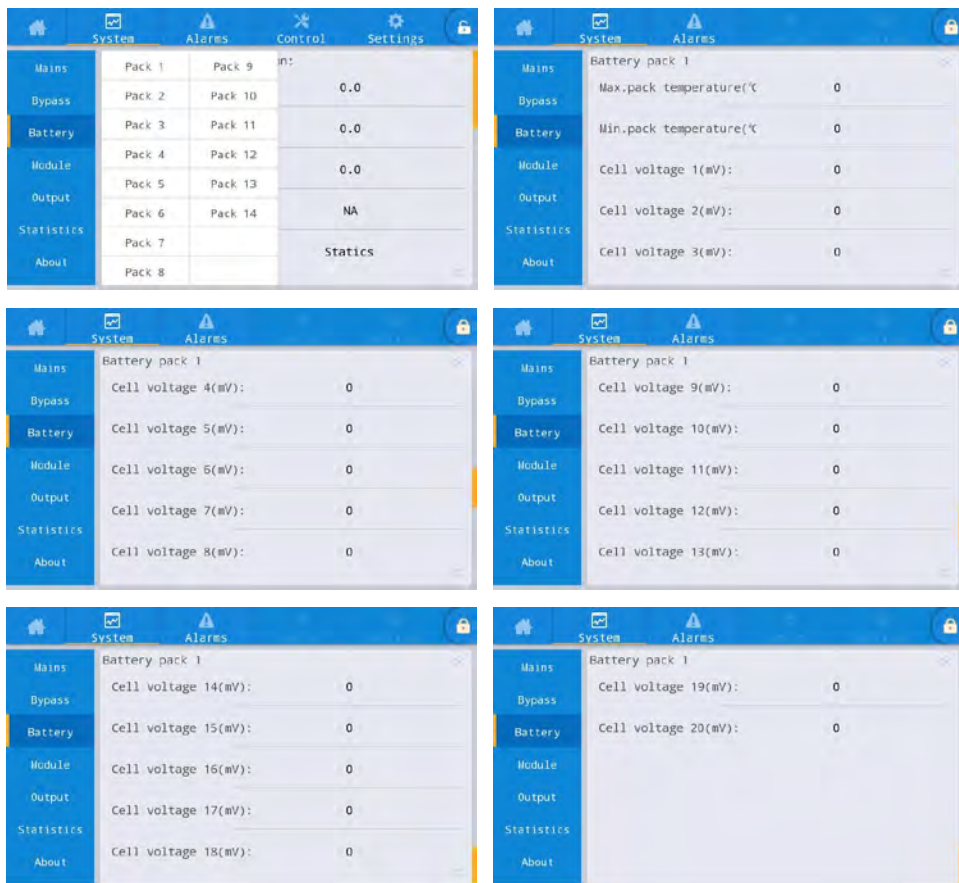 System Alarms Control Settings
Mains
Bypass
Battery
Module
Output
Statistics
About
Pack 1 Pack 9
Pack 2 Pack 10
Pack 3 Pack 11
Pack 4 Pack 12
Pack 5 Pack 13
Pack 6 Pack 14
Pack 7
Pack 8
n:
0.0
0.0
0.0
NA
Statics
System Alarms
Mains
Bypass
Battery
Module
Output
Statistics
About
Battery pack 1
Max.pack temperature(℃ 0
Min.pack temperature(℃ 0
Cell voltage 1(mV): 0
Cell voltage 2(mV): 0
Cell voltage 3(mV): 0
System Alarms
Mains
Bypass
Battery
Module
Output
Statistics
About
Battery pack 1
Cell voltage 4(mV): 0
Cell voltage 5(mV): 0
Cell voltage 6(mV): 0
Cell voltage 7(mV): 0
Cell voltage 8(mV): 0
System Alarms
Mains
Bypass
Battery
Module
Output
Statistics
About
Battery pack 1
Cell voltage 9(mV): 0
Cell voltage 10(mV): 0
Cell voltage 11(mV): 0
Cell voltage 12(mV): 0
Cell voltage 13(mV): 0
System Alarms
Mains
Bypass
Battery
Module
Output
Statistics
About
Battery pack 1
Cell voltage 14(mV): 0
Cell voltage 15(mV): 0
Cell voltage 16(mV): 0
Cell voltage 17(mV): 0
Cell voltage 18(mV): 0
System Alarms
Mains
Bypass
Battery
Module
Output
Statistics
About
Battery pack 1
Cell voltage 19(mV): 0
Cell voltage 20(mV): 0